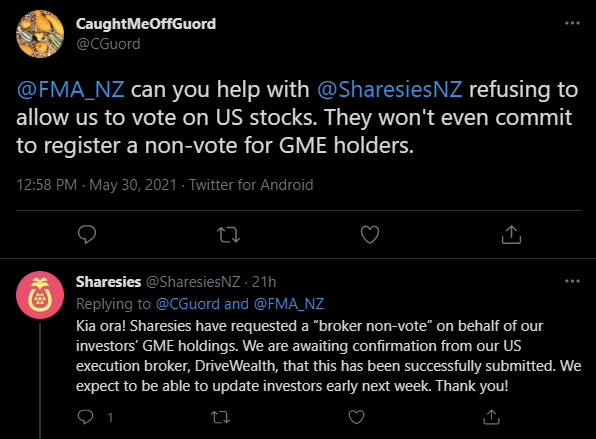 CaughtMeOffGuord
@CGuord
@FMA_NZ can you help with @SharesiesNZ refusing to
allow us to vote on US stocks. They won't even commit
to register a non-vote for GME holders.
12:58 PM · May 30, 2021 · Twitter for Android
Sharesies @SharesiesNZ · 21h
Replying to @CGuord and @FMA_NZ
Kia ora! Sharesies have requested a “broker non-vote” on behalf of our
investors’ GME holdings. We are awaiting confirmation from our US
execution broker, DriveWealth, that this has been successfully submitted. We
expect to be able to update investors early next week. Thank you!
1